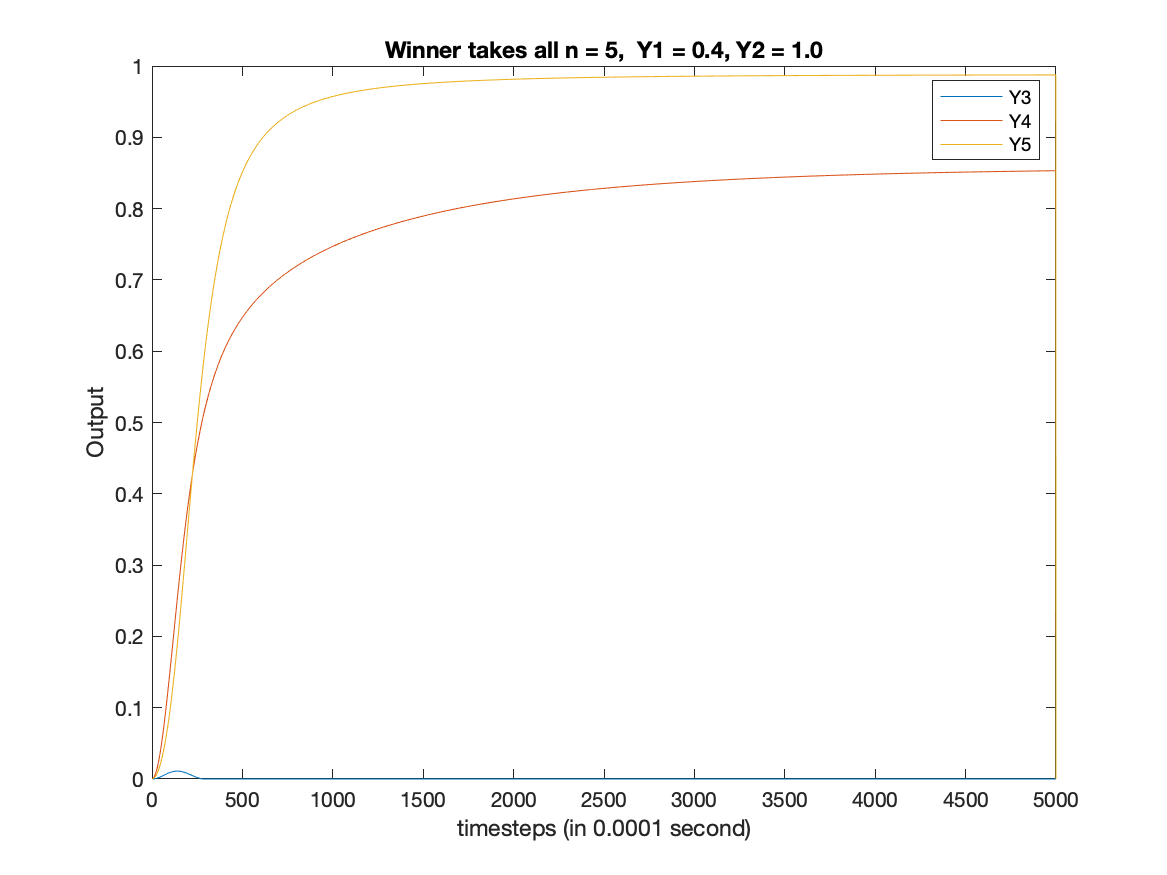 Winner takes all n = 5,  Y1 = 0.4, Y2 = 1.0
Y3
Y4
Y5
1
0.9
0.8
0.7
0.6
0.5
0.4
0.3
0.2
0.1
0
Output
0 500 1000 1500 2000 2500 3000 3500 4000 4500 5000
timesteps (in 0.0001 second)